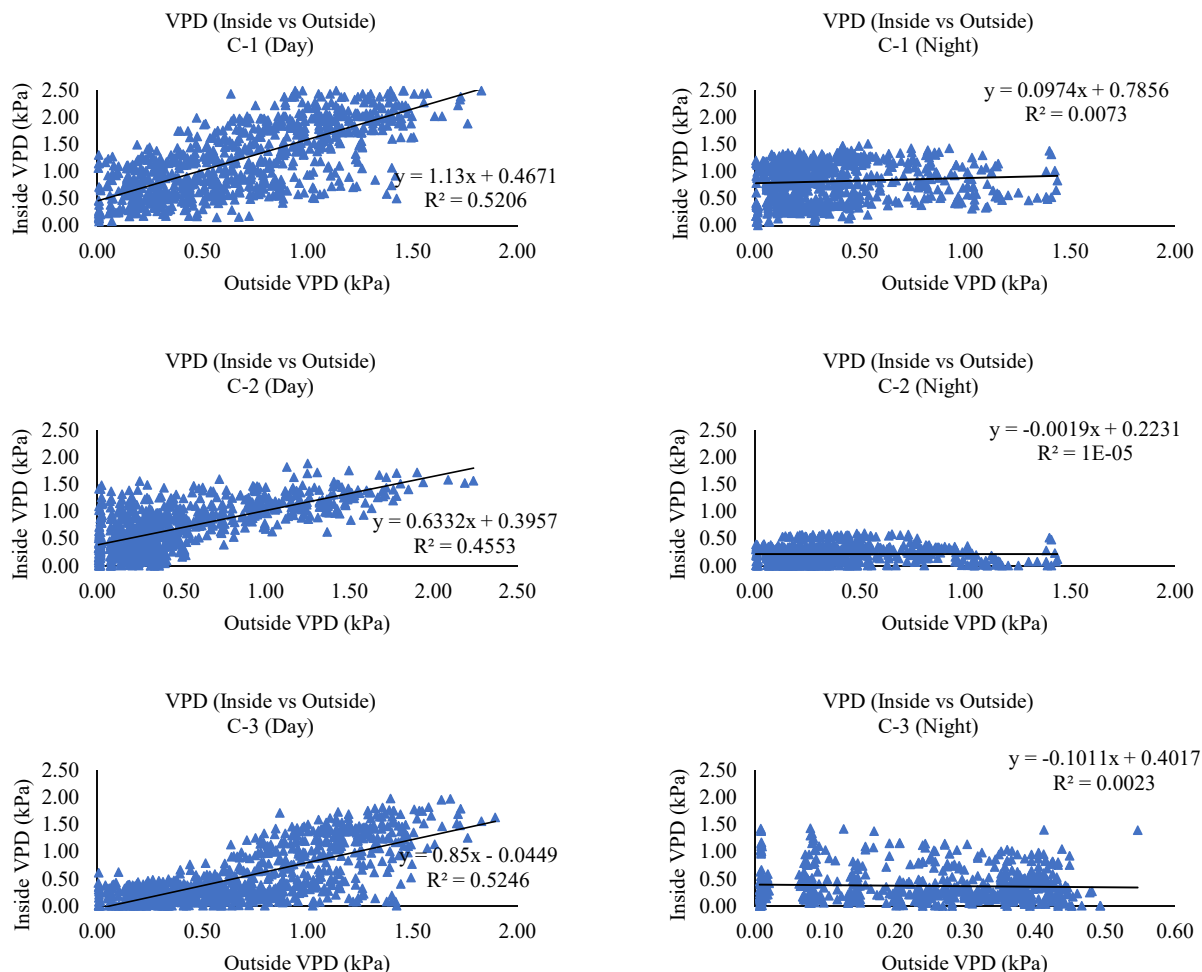 VPD (Inside vs Outside)
C-1 (Day)
Inside VPD (kPa)
2.50
2.00
1.50
1.00
0.50
0.00
y = 1.13x + 0.4671
R² = 0.5206
0.00 0.50 1.00 1.50 2.00
Outside VPD (kPa)
VPD (Inside vs Outside)
C-1 (Night)
Inside VPD (kPa)
2.50
2.00
1.50
1.00
0.50
0.00
y = 0.0974x + 0.7856
R² = 0.0073
0.00 0.50 1.00 1.50 2.00
Outside VPD (kPa)
VPD (Inside vs Outside)
C-2 (Day)
Inside VPD (kPa)
2.50
2.00
1.50
1.00
0.50
0.00
y = 0.6332x + 0.3957
R² = 0.4553
0.00 0.50 1.00 1.50 2.00 2.50
Outside VPD (kPa)
VPD (Inside vs Outside)
C-2 (Night)
Inside VPD (kPa)
2.50
2.00
1.50
1.00
0.50
0.00
y = -0.0019x + 0.2231
R² = 1E-05
0.00 0.50 1.00 1.50 2.00
Outside VPD (kPa)
VPD (Inside vs Outside)
C-3 (Day)
Inside VPD (kPa)
2.50
2.00
1.50
1.00
0.50
0.00
y = 0.85x - 0.0449
R² = 0.5246
0.00 0.50 1.00 1.50 2.00
Outside VPD (kPa)
VPD (Inside vs Outside)
C-3 (Night)
Inside VPD (kPa)
2.50
2.00
1.50
1.00
0.50
0.00
y = -0.1011x + 0.4017
R² = 0.0023
0.00 0.10 0.20 0.30 0.40 0.50 0.60
Outside VPD (kPa)